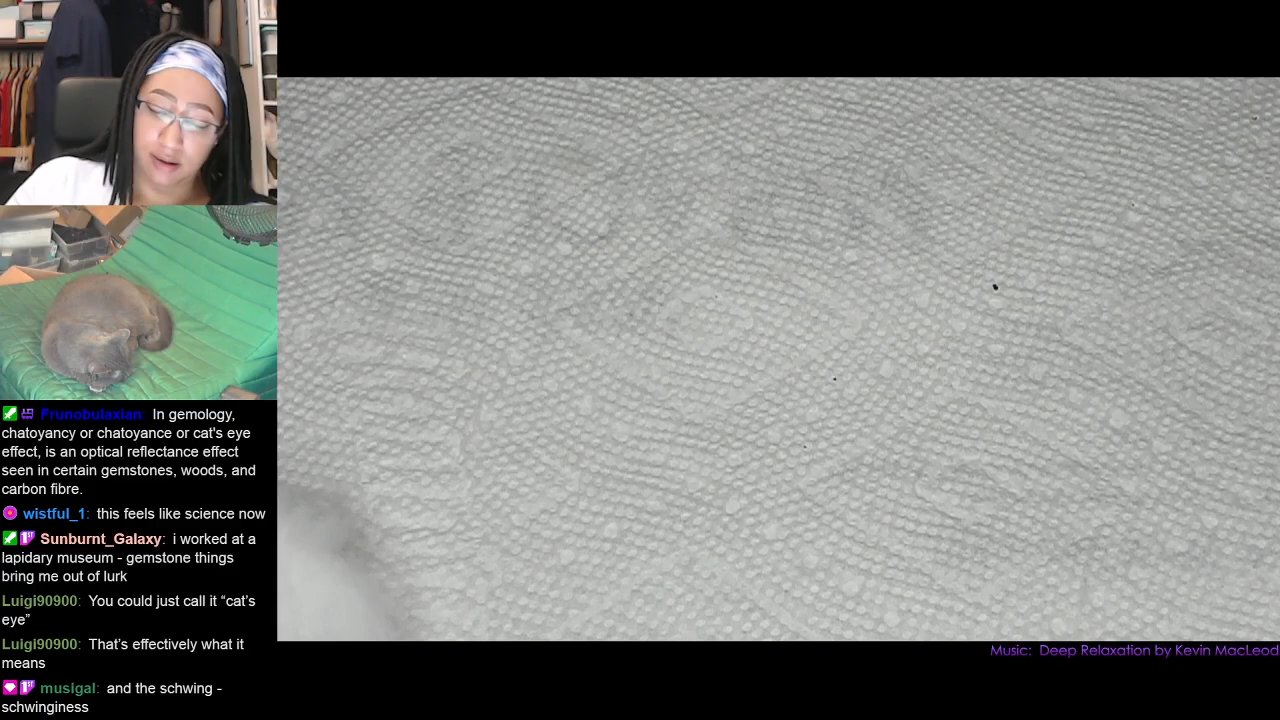 Frunobulaxian: In gemology,
chatoyancy or chatoyance or cat's eye
effect, is an optical reflectance effect
seen in certain gemstones, woods, and
carbon fibre.
wistful_1: this feels like science now
Sunburnt_Galaxy: i worked at a
lapidary museum - gemstone things
bring me out of lurk
Luigi90900: You could just call it “cat’s
eye”
Luigi90900: That’s effectively what it
means
musigal: and the schwing -
schwinginess
Music: Deep Relaxation by Kevin MacLeod